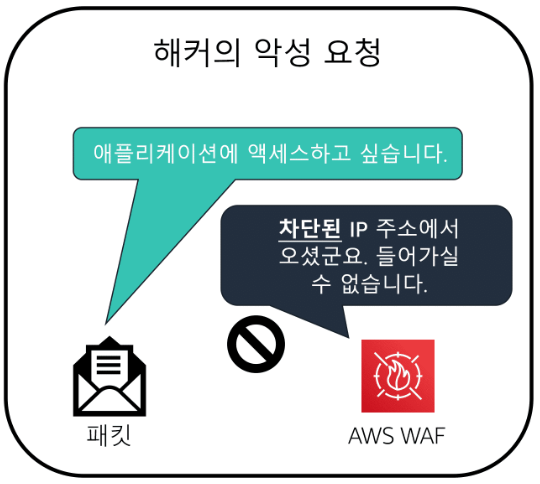 해커의 악성 요청
애플리케이션에 액세스하고 싶습니다.
차단된 IP 주소에서
오셨군요. 들어가실
수 없습니다.
패킷
AWS WAF